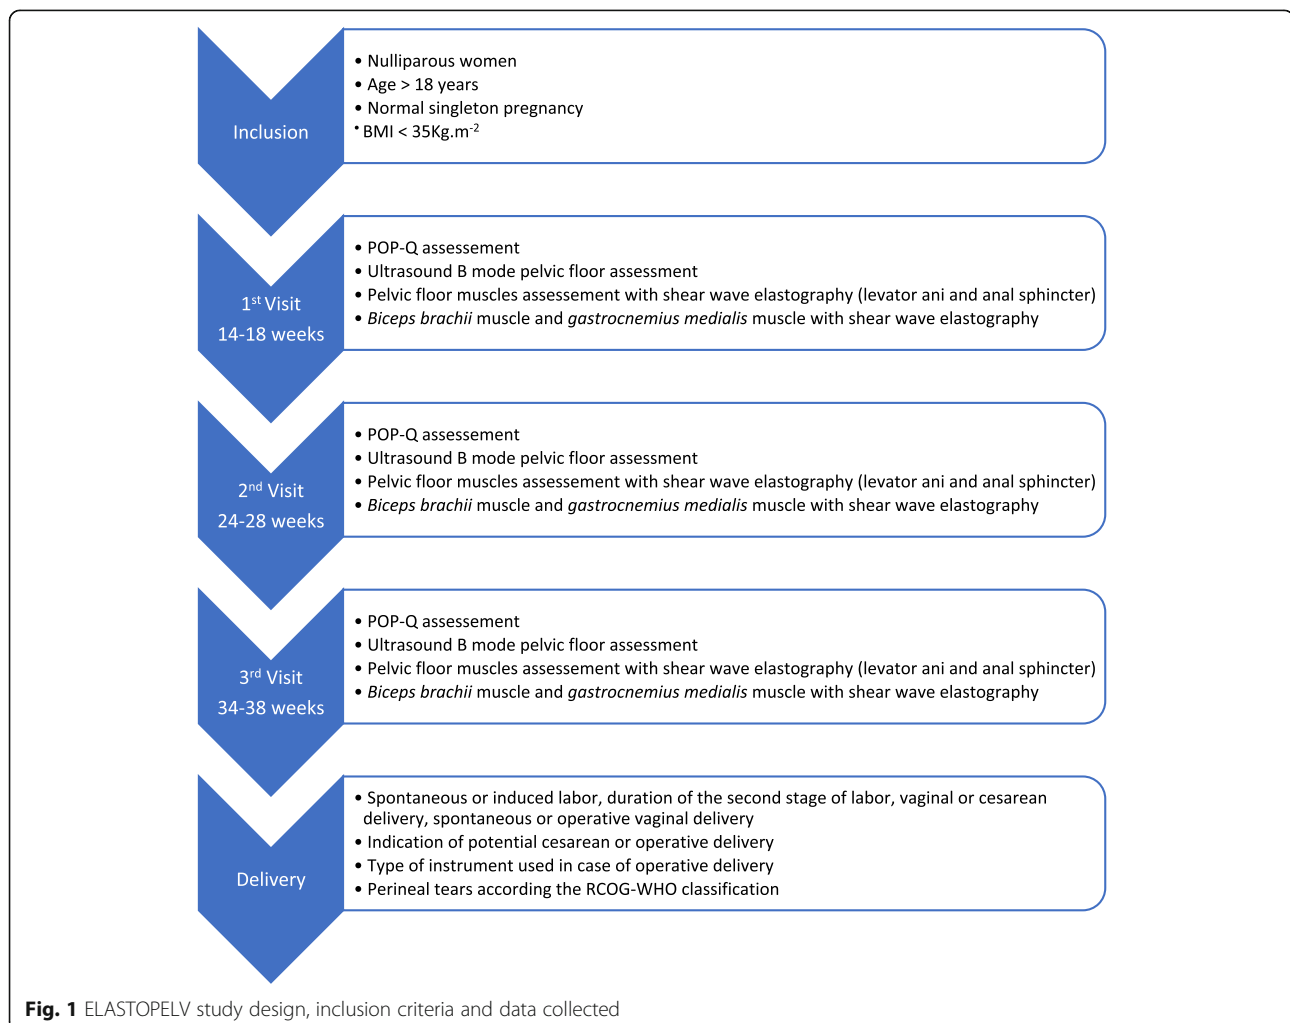 Inclusion
• Nulliparous women
• Age > 18 years
• Normal singleton pregnancy
• BMI < 35Kg.m-2
1st Visit
14-18 weeks
• POP-Q assessement
• Ultrasound B mode pelvic floor assessment
• Pelvic floor muscles assessement with shear wave elastography (levator ani and anal sphincter)
• Biceps brachii muscle and gastrocnemius medialis muscle with shear wave elastography
2nd Visit
24-28 weeks
• POP-Q assessement
• Ultrasound B mode pelvic floor assessment
• Pelvic floor muscles assessement with shear wave elastography (levator ani and anal sphincter)
• Biceps brachii muscle and gastrocnemius medialis muscle with shear wave elastography
3rd Visit
34-38 weeks
• POP-Q assessement
• Ultrasound B mode pelvic floor assessment
• Pelvic floor muscles assessement with shear wave elastography (levator ani and anal sphincter)
• Biceps brachii muscle and gastrocnemius medialis muscle with shear wave elastography
Delivery
• Spontaneous or induced labor, duration of the second stage of labor, vaginal or cesarean
delivery, spontaneous or operative vaginal delivery
• Indication of potential cesarean or operative delivery
• Type of instrument used in case of operative delivery
• Perineal tears according the RCOG-WHO classification
Fig. 1 ELASTOPELV study design, inclusion criteria and data collected